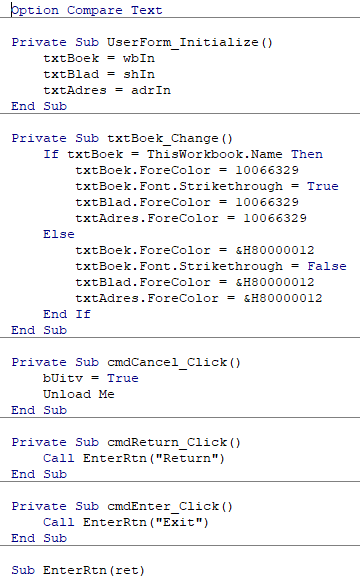 Option Compare Text
Private Sub UserForm_Initialize()
txtBoek = wbIn
txtBlad = shIn
txtAdres = adrIn
End Sub
Private Sub txtBoek_Change()
If txtBoek = ThisWorkbook.Name Then
txtBoek.ForeColor = 10066329
txtBoek.Font.Strikethrough = True
txtBlad.ForeColor = 10066329
txtAdres.ForeColor = 10066329
Else
txtBoek.ForeColor = &H80000012
txtBoek.Font.Strikethrough = False
txtBlad.ForeColor = &H80000012
txtAdres.ForeColor = &H80000012
End If
End Sub
Private Sub cmdCancel_Click()
bUitv = True
Unload Me
End Sub
Private Sub cmdReturn_Click()
Call EnterRtn("Return")
End Sub
Private Sub cmdEnter_Click()
Call EnterRtn("Exit")
End Sub
Sub EnterRtn(ret)